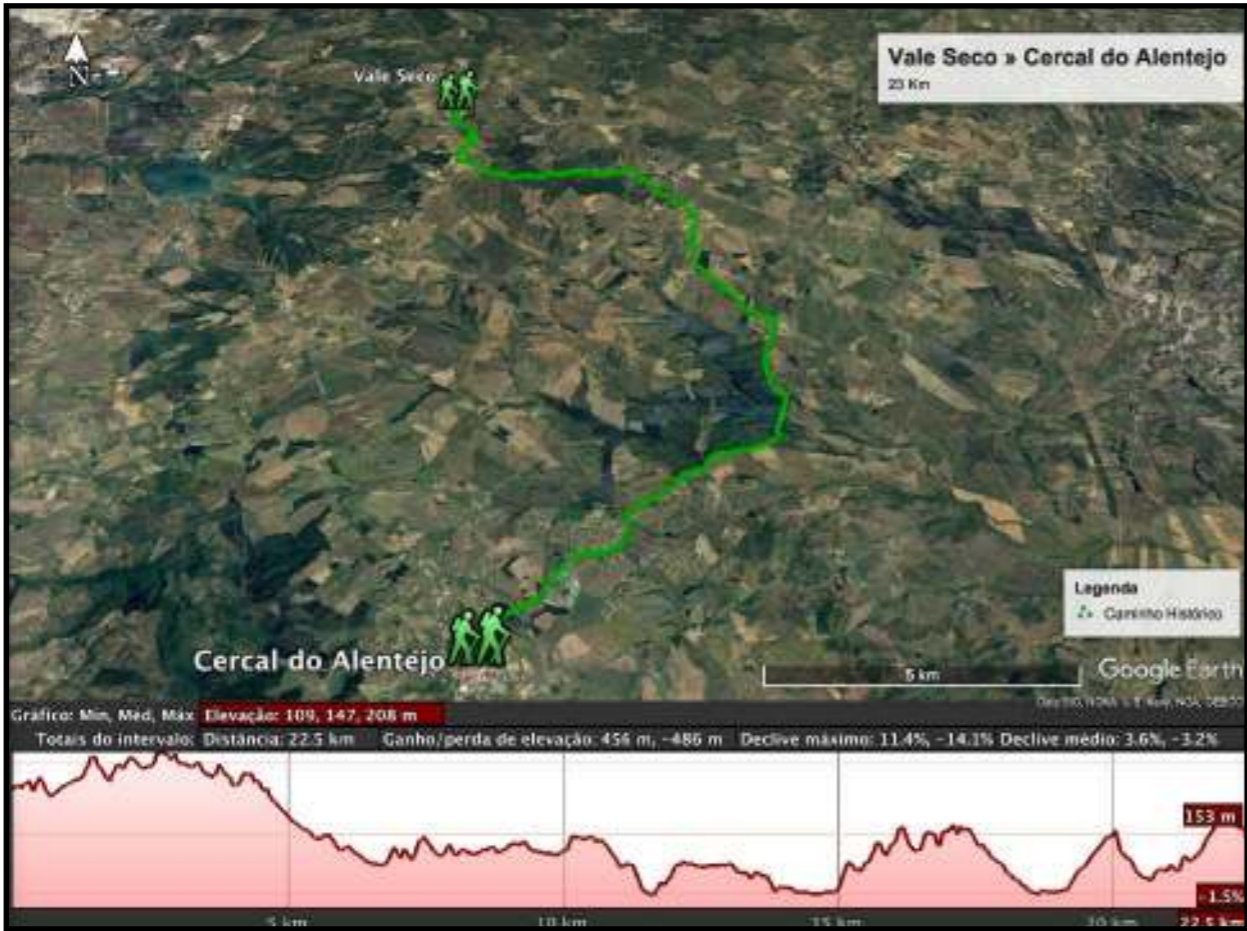 N
Vale Seco
Vale Seco » Cercal do Alentejo
23 Km
Legenda
Caminho Histórico
Cercal do Alentejo
5 km
Google Earth
Gráfico: Min, Med, Máx Elevação: 109, 147, 208 m
Totais do intervalo: Distância: 22.5 km Ganho/perda de elevação: 456 m, -486 m Declive máximo: 11.4%, -14.1% Declive médio: 3.6%, -3.2%
153 m
-1.5%
5 km 10 km 15 km 20 km 22.5 km